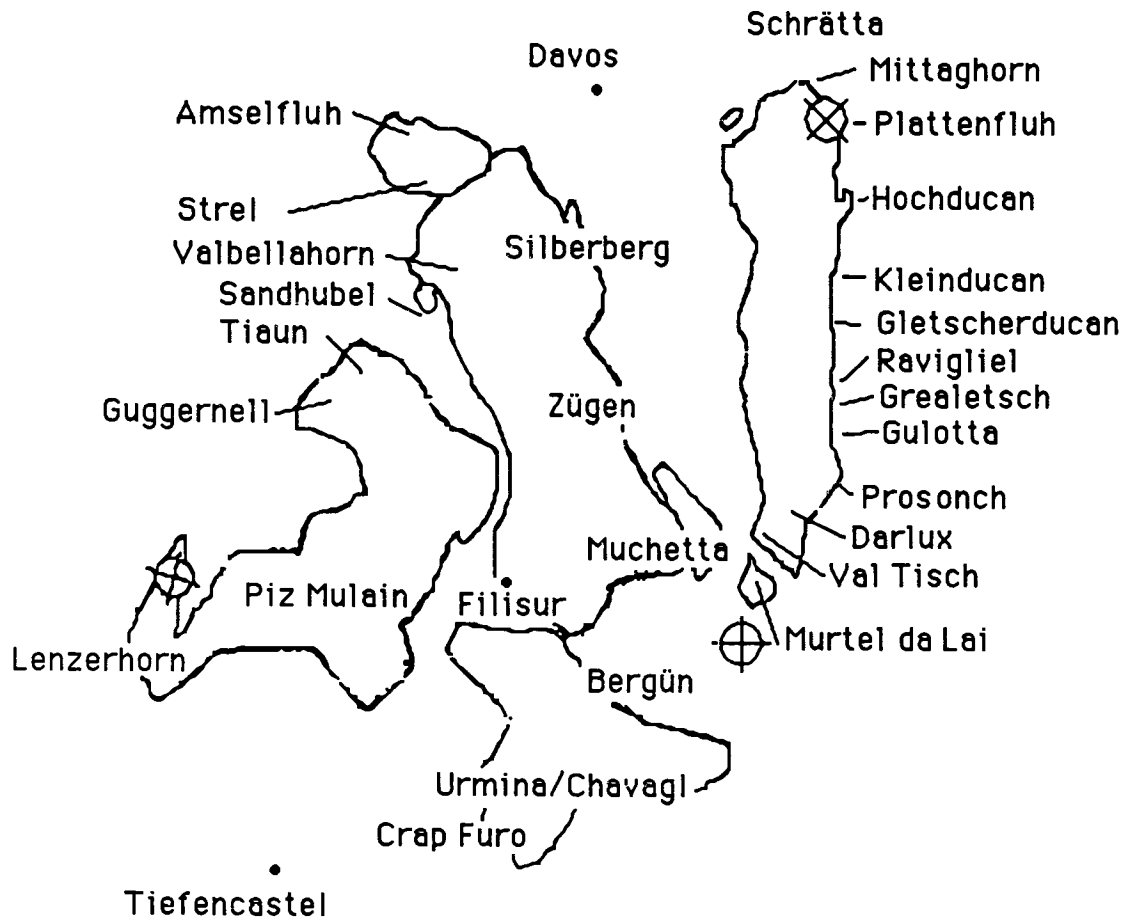 Schrätta
Davos
Mittaghorn
Amselfluh
Plattenfluh
Strel
Hochducan
Valbellahorn
Silberberg
Sandhubel
Kleinducan
Tiaun
Gletscherducan
Ravigliel
Guggernell
Zügen
Grealetsch
Gulotta
Prosonch
Muchetta
Darlux
Val Tisch
Piz Mulain
Filisur
Lenzerhorn
Murtel da Lai
Bergün
Urmina/Chavagl
Crap Furo
Tiefencastel